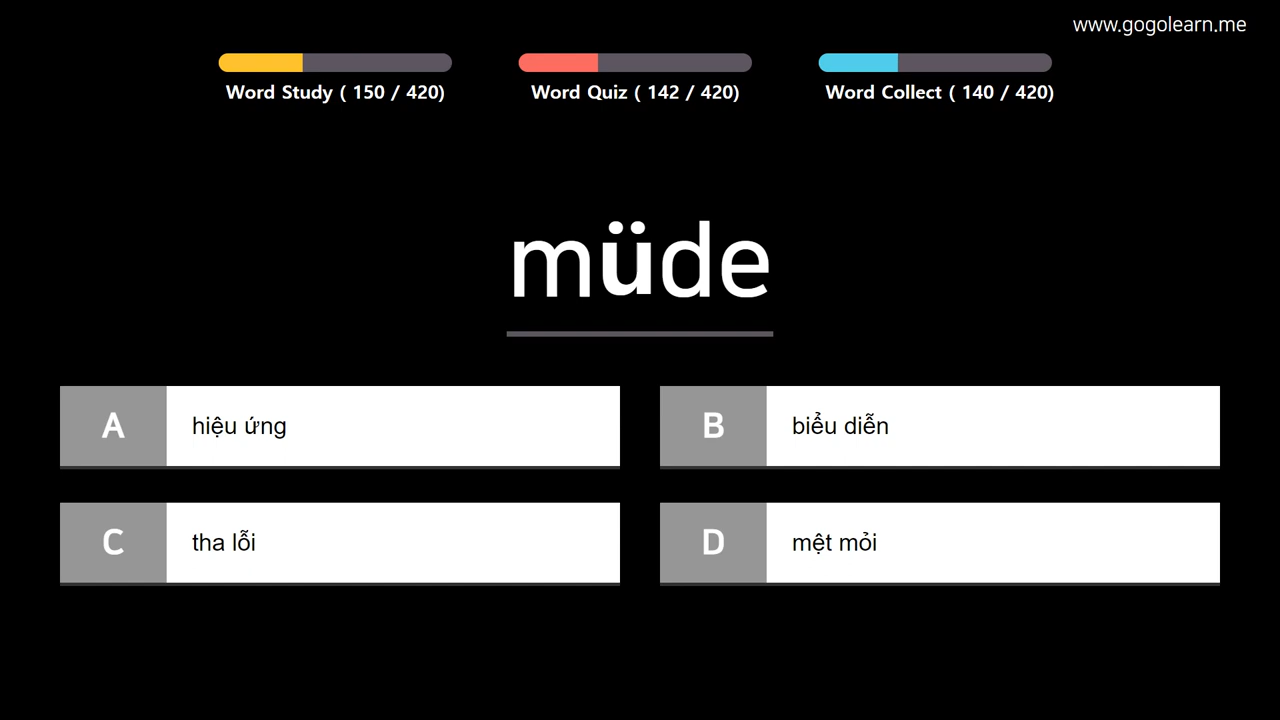 www.gogolearn.me
Word Study ( 150 / 420)
Word Quiz ( 142 / 420)
Word Collect ( 140 / 420)
müde
A hiệu ứng
B biểu diễn
C tha lỗi
D mệt mỏi